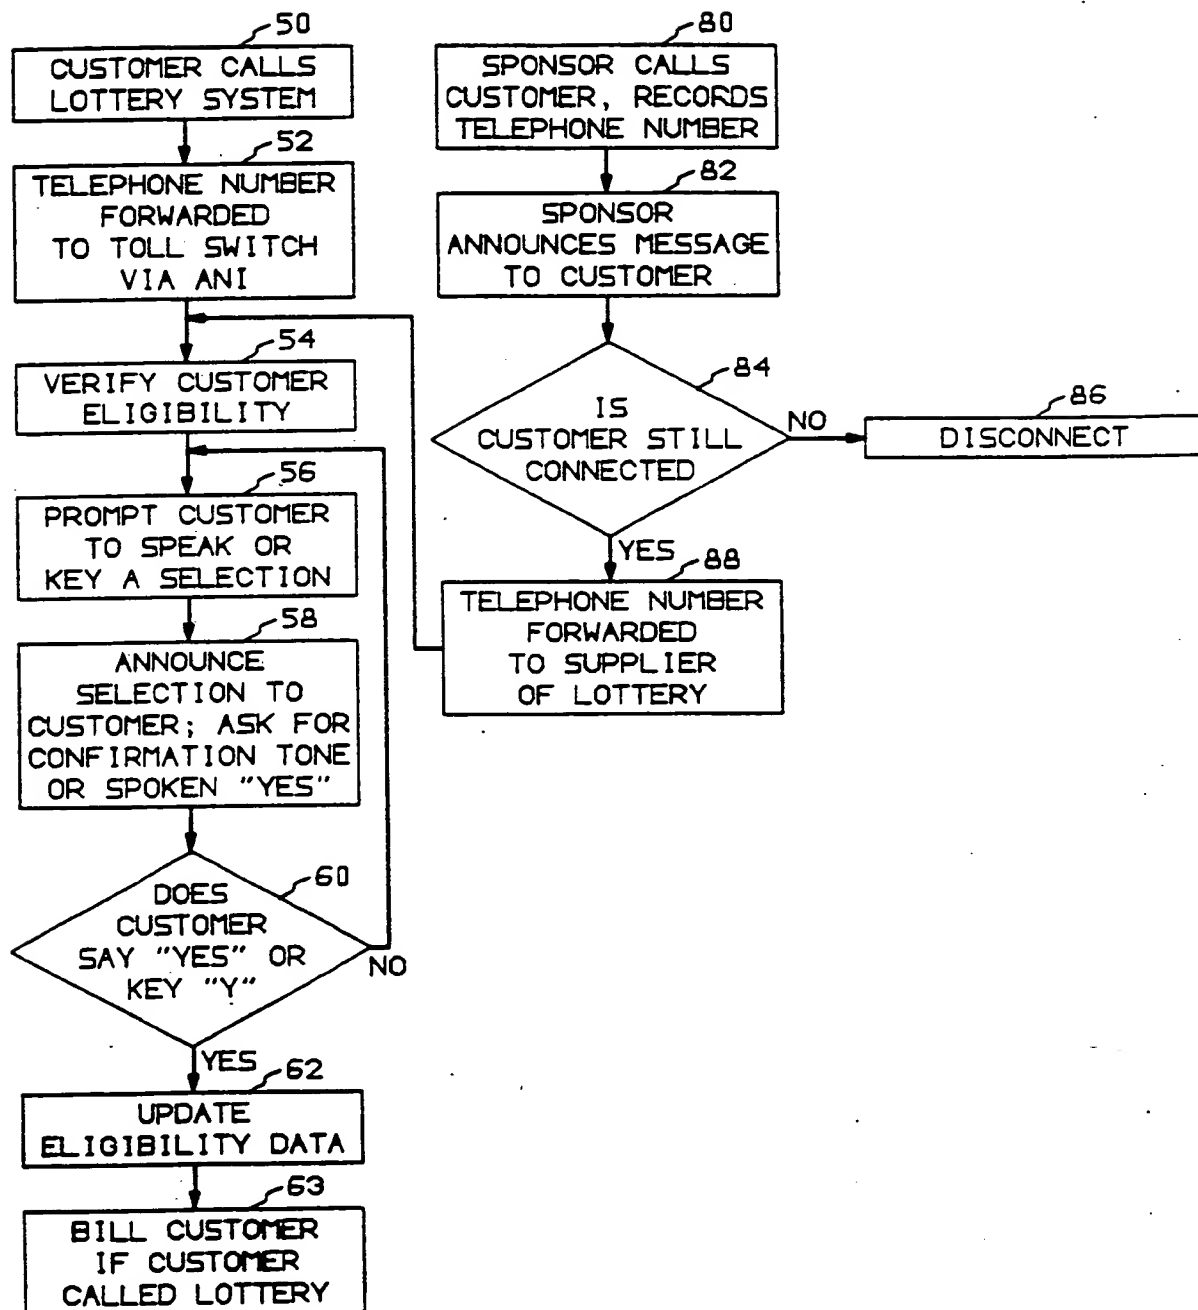 50
CUSTOMER CALLS
LOTTERY SYSTEM
52
TELEPHONE NUMBER
FORWARDED
TO TOLL SWITCH
VIA ANI
54
VERIFY CUSTOMER
ELIGIBILITY
56
PROMPT CUSTOMER
TO SPEAK OR
KEY A SELECTION
58
ANNOUNCE
SELECTION TO
CUSTOMER; ASK FOR
CONFIRMATION TONE
OR SPOKEN "YES"
60
DOES
CUSTOMER
SAY "YES" OR
KEY "Y"
NO
YES
62
UPDATE
ELIGIBILITY DATA
63
BILL CUSTOMER
IF CUSTOMER
CALLED LOTTERY
80
SPONSOR CALLS
CUSTOMER, RECORDS
TELEPHONE NUMBER
82
SPONSOR
ANNOUNCES MESSAGE
TO CUSTOMER
84
IS
CUSTOMER STILL
CONNECTED
NO
86
DISCONNECT
YES
88
TELEPHONE NUMBER
FORWARDED
TO SUPPLIER
OF LOTTERY